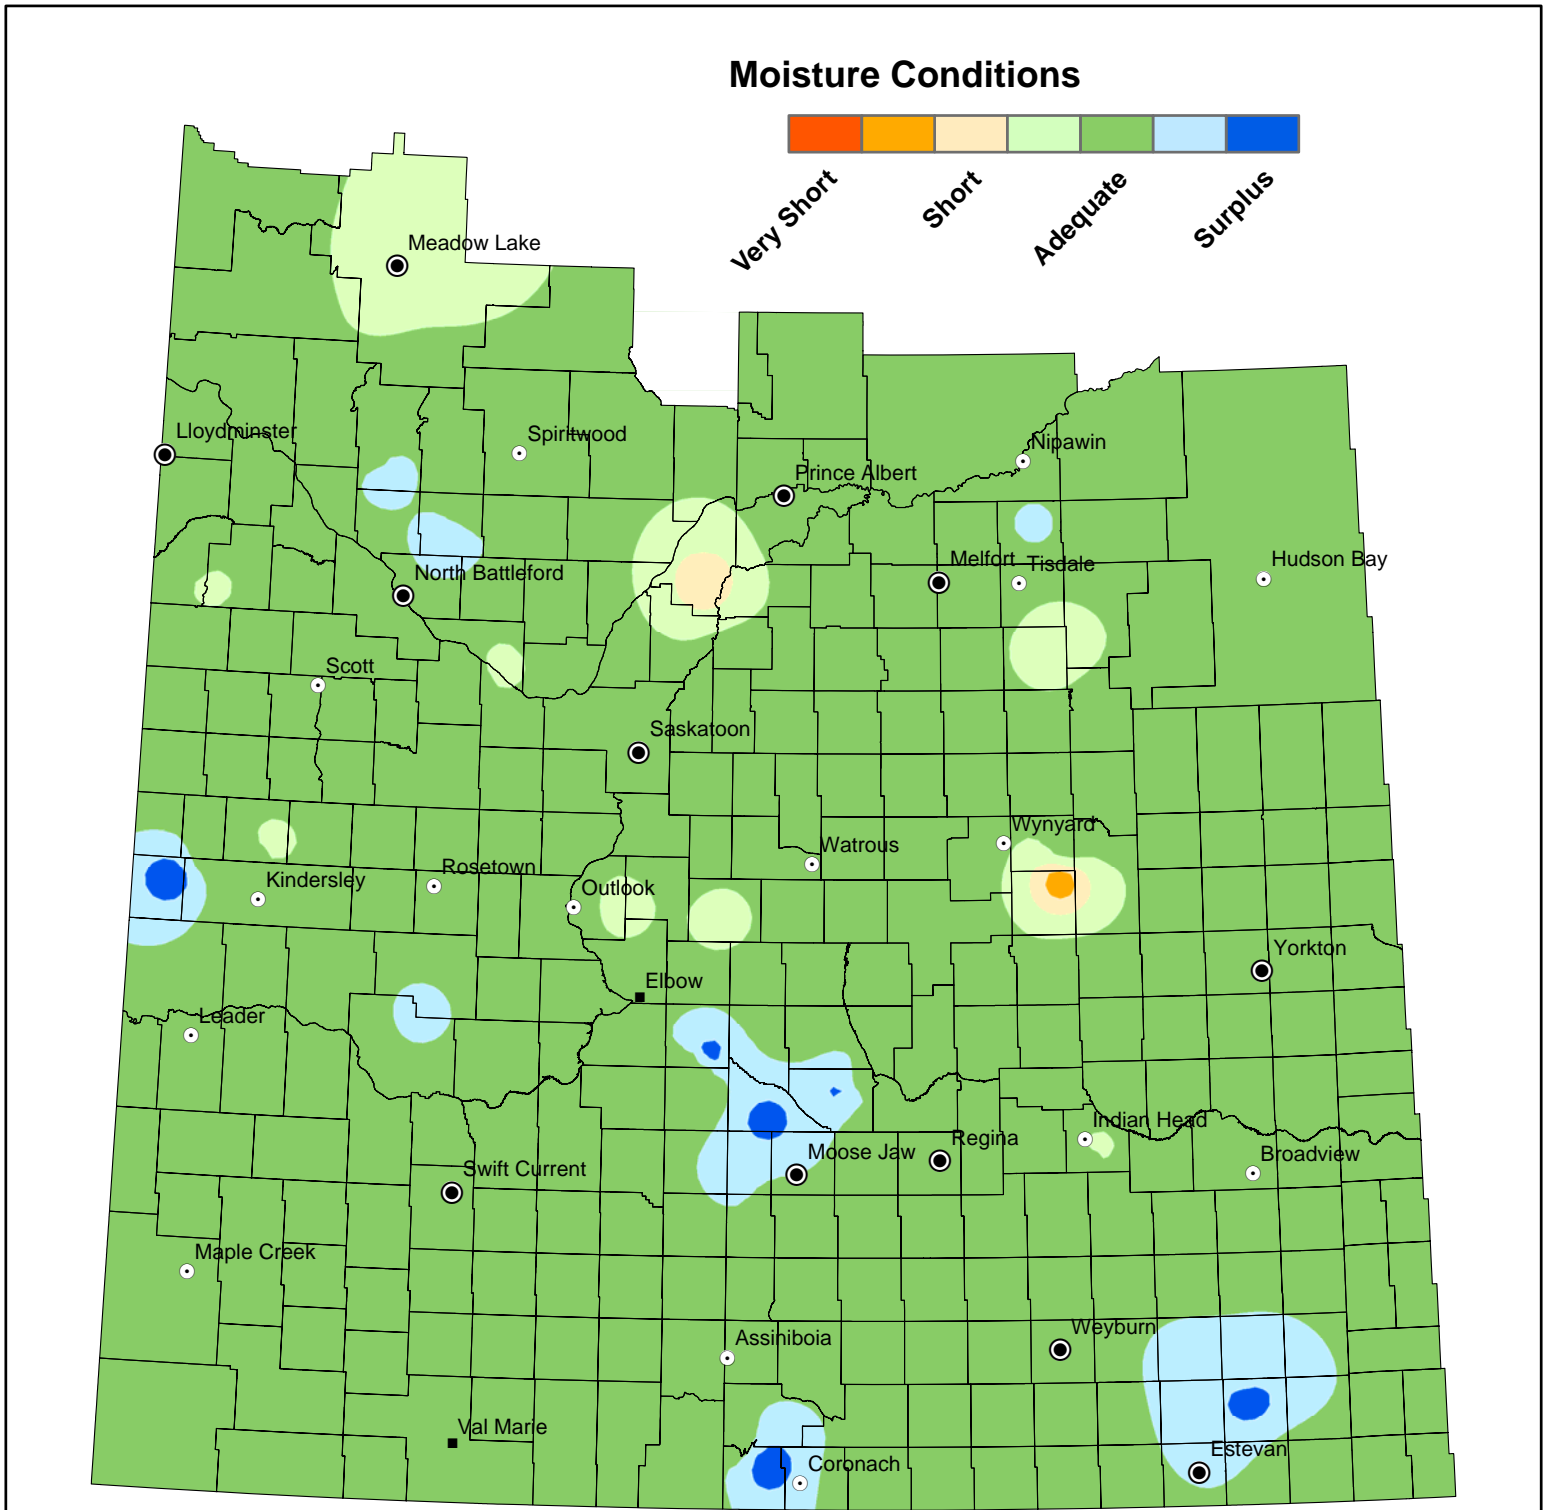 Moisture Conditions
Very Short
Short
Adequate
Surplus
Meadow Lake
Lloydminster
Spiritwood
Nipawin
Prince Albert
Melfort
Tisdale
Hudson Bay
North Battleford
Scott
Saskatoon
Wynyard
Watrous
Rosetown
Kindersley
Outlook
Yorkton
Elbow
Leader
Indian Head
Regina
Moose Jaw
Broadview
Swift Current
Maple Creek
Weyburn
Assiniboia
Val Marie
Estevan
Coronach